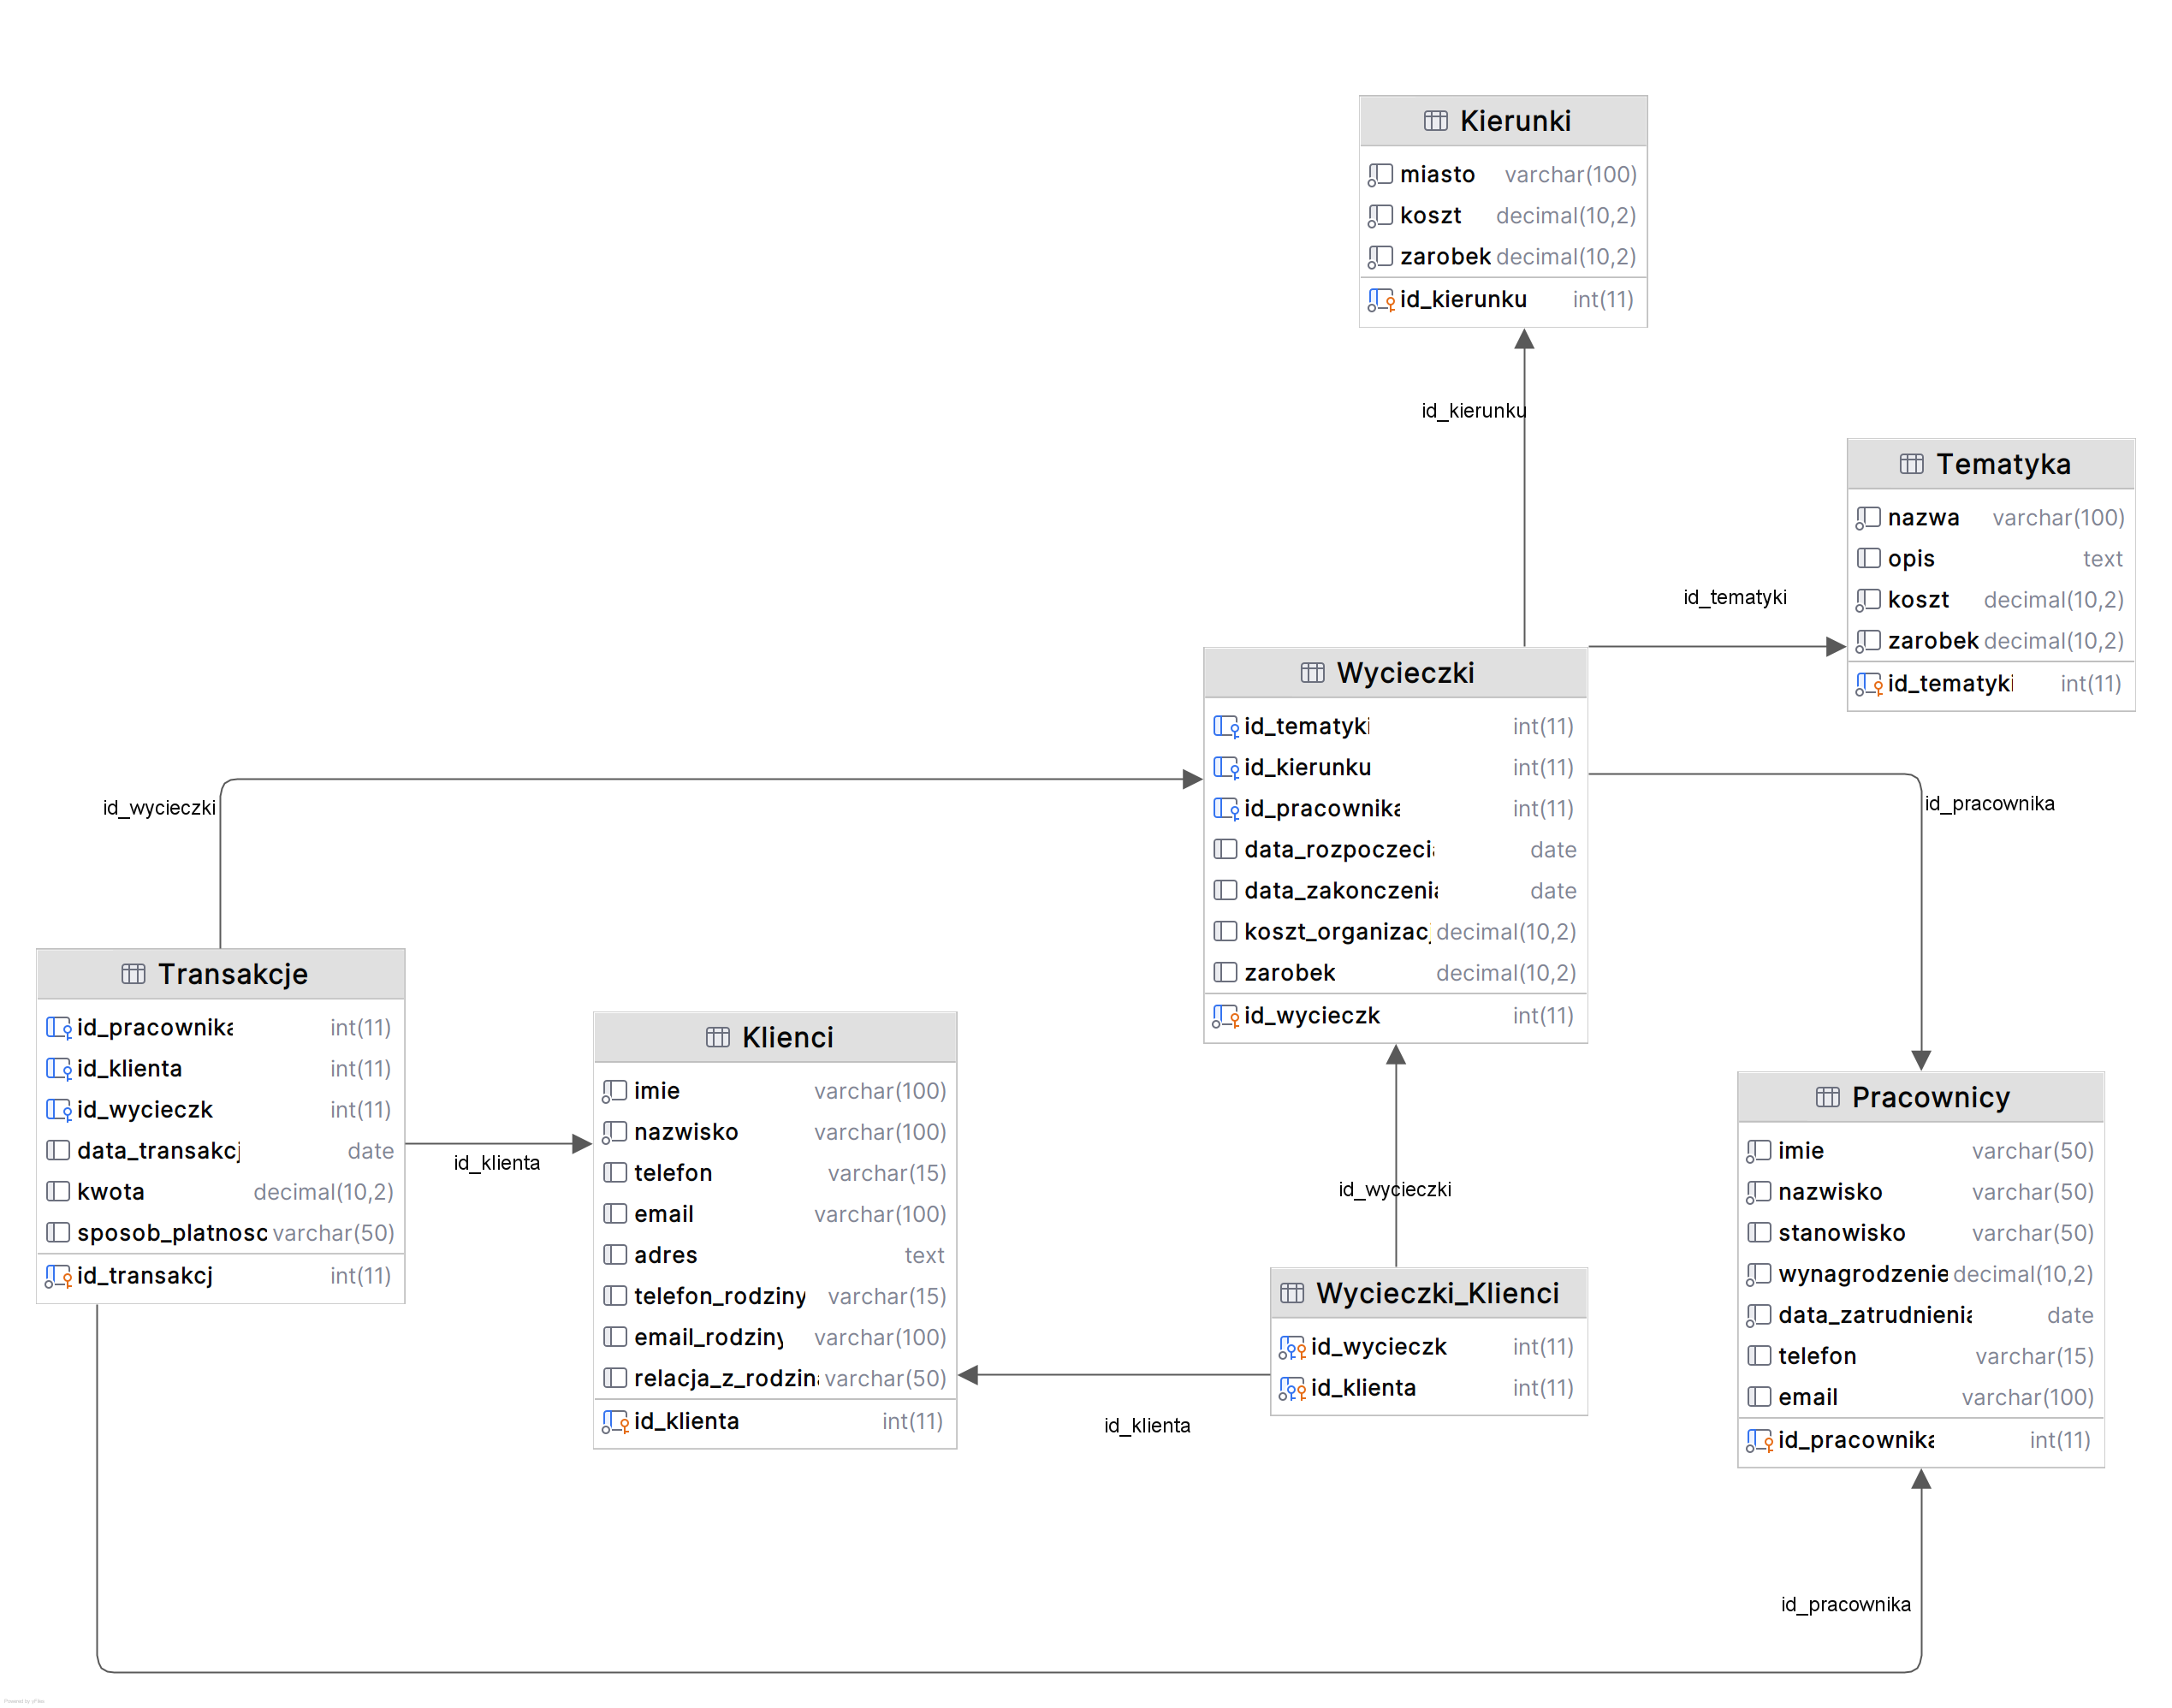 Kierunki
miasto varchar(100)
koszt decimal(10,2)
zarobek decimal(10,2)
id_kierunku int(11)
id_kierunku
Tematyka
nazwa varchar(100)
opis text
koszt decimal(10,2)
zarobek decimal(10,2)
id_tematyki int(11)
id_tematyki
Wycieczki
id_tematyki int(11)
id_kierunku int(11)
id_pracownika int(11)
data_rozpoczecia date
data_zakonczenia date
koszt_organizacj decimal(10,2)
zarobek decimal(10,2)
id_wycieczk int(11)
id_wycieczki
id_pracownika
Transakcje
id_pracownika int(11)
id_klienta int(11)
id_wycieczk int(11)
data_transakcj date
kwota decimal(10,2)
sposob_platnosc varchar(50)
id_transakcj int(11)
id_klienta
Klienci
imie varchar(100)
nazwisko varchar(100)
telefon varchar(15)
email varchar(100)
adres text
telefon_rodziny varchar(15)
email_rodziny varchar(100)
relacja_z_rodzina varchar(50)
id_klienta int(11)
id_wycieczki
Wycieczki_Klienci
id_wycieczk int(11)
id_klienta int(11)
id_klienta
Pracownicy
imie varchar(50)
nazwisko varchar(50)
stanowisko varchar(50)
wynagrodzenie decimal(10,2)
data_zatrudnienia date
telefon varchar(15)
email varchar(100)
id_pracownika int(11)
id_pracownika
Powered by yFiles